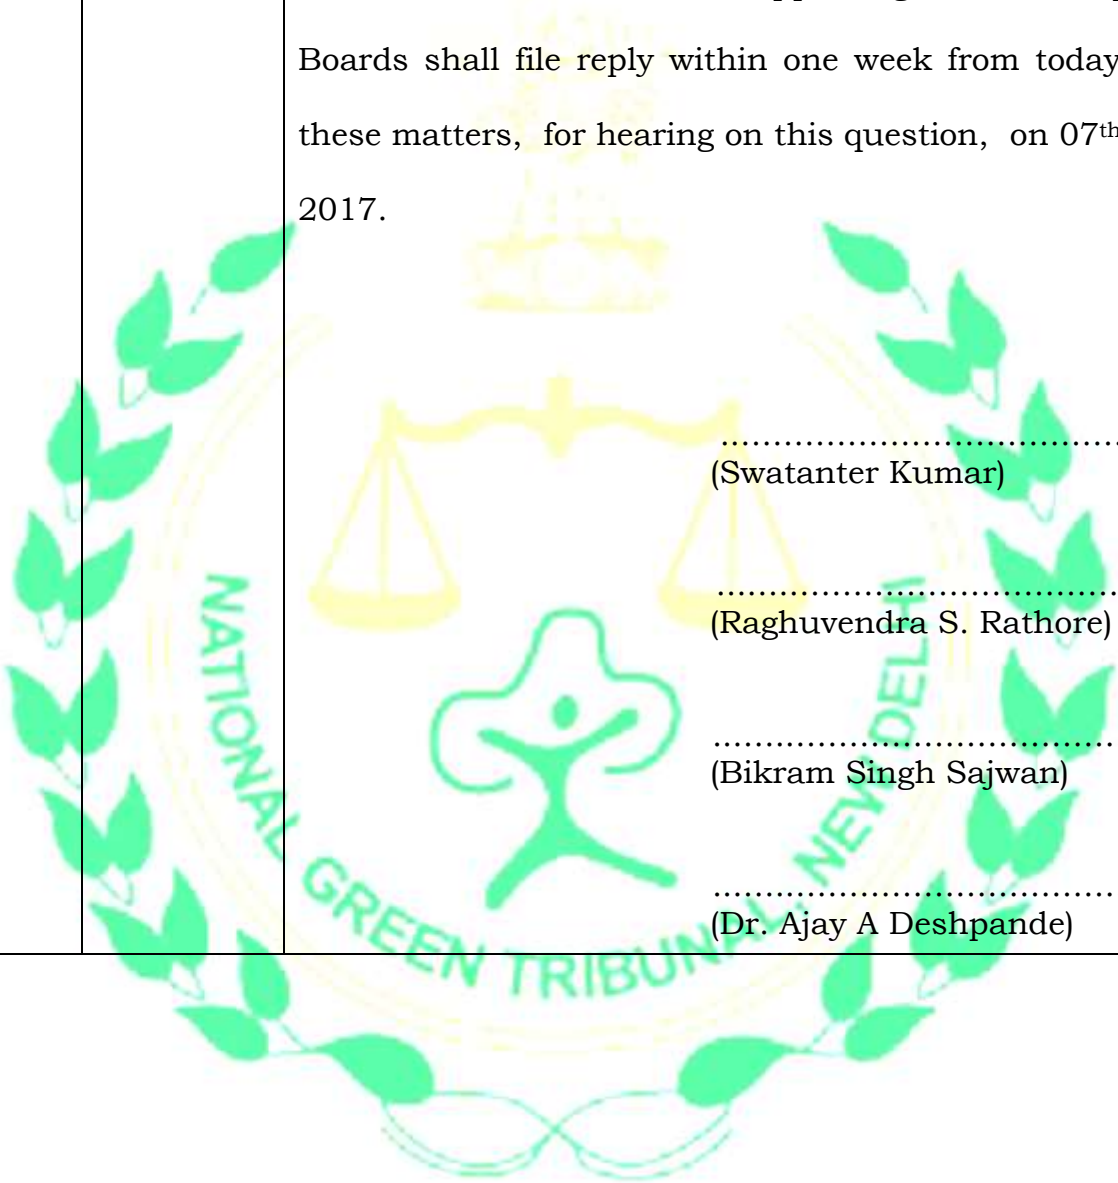 Boards shall file reply within one week from today
these matters, for hearing on this question, on 07th
2017.
(Swatanter Kumar)
(Raghuvendra S. Rathore)
(Bikram Singh Sajwan)
(Dr. Ajay A Deshpande)
NATIONAL GREEN TRIBUNAL, NEW DELHI